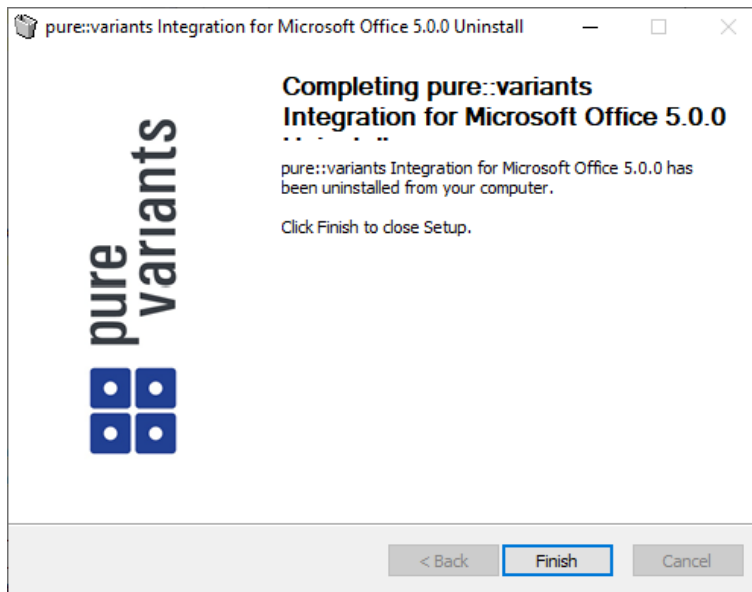 pure::variants Integration for Microsoft Office 5.0.0 Uninstall
Completing pure::variants
Integration for Microsoft Office 5.0.0
pure::variants Integration for Microsoft Office 5.0.0 has
been uninstalled from your computer.
Click Finish to close Setup.
pure
variants
< Back
Finish
Cancel